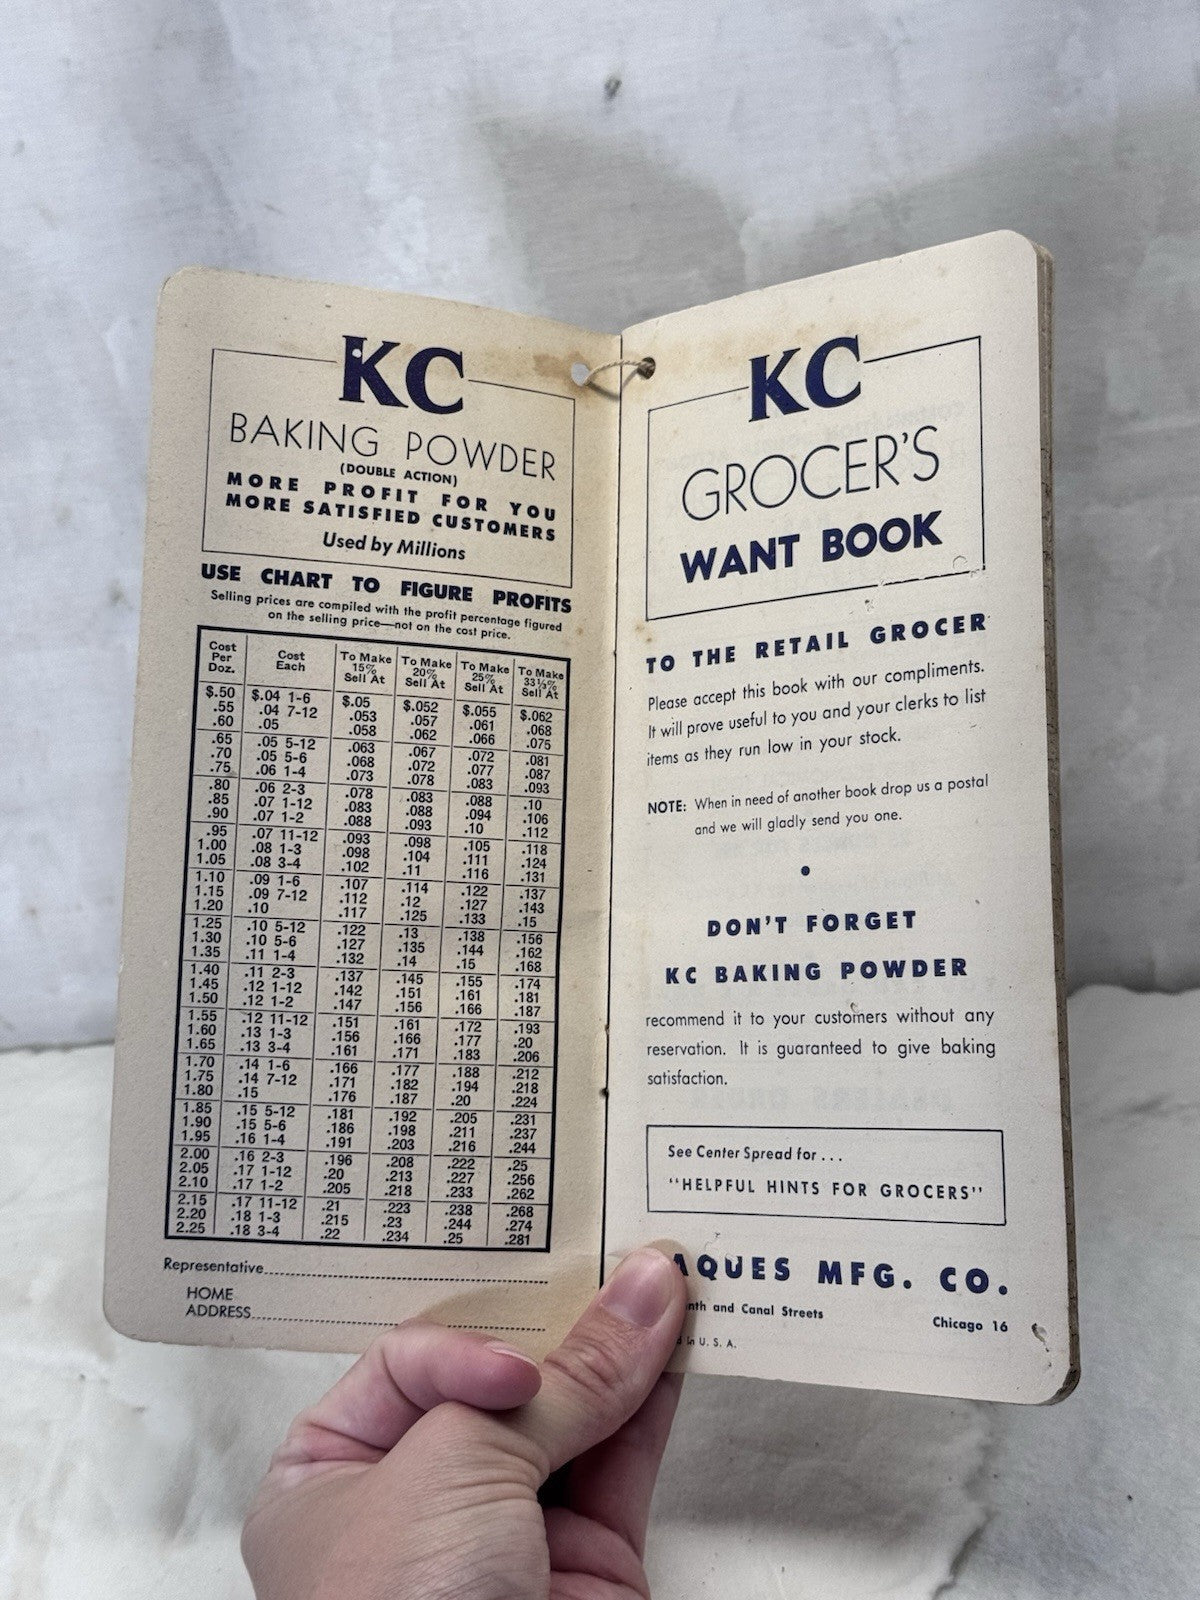 KC
BAKING POWDER
(DOUBLE ACTION)
MORE PROFIT FOR YOU
MORE SATISFIED CUSTOMERS
Used by Millions
USE CHART TO FIGURE PROFITS
Selling prices are compiled with the profit percentage figured
on the selling price—not on the cost price.
Cost Per Doz. Cost Each To Make 15% Sell At To Make 20% Sell At To Make 25% Sell At To Make 33⅓% Sell At
$.50 $.04 1-6 $.05 $.052 $.055 $.062
.55 .04 7-12 .053 .057 .061 .068
.60 .05 .058 .062 .066 .075
.65 .05 5-12 .063 .067 .072 .081
.70 .05 5-6 .068 .072 .077 .087
.75 .06 1-4 .073 .078 .083 .093
.80 .06 2-3 .078 .083 .088 .10
.85 .07 1-12 .083 .088 .094 .106
.90 .07 1-2 .088 .093 .10 .112
.95 .07 11-12 .093 .098 .105 .118
1.00 .08 1-3 .098 .104 .111 .124
1.05 .08 3-4 .102 .11 .116 .131
1.10 .09 1-6 .107 .114 .122 .137
1.15 .09 7-12 .112 .12 .127 .143
1.20 .10 .117 .125 .133 .15
1.25 .10 5-12 .122 .13 .138 .156
1.30 .10 5-6 .127 .135 .144 .162
1.35 .11 1-4 .132 .14 .15 .168
1.40 .11 2-3 .137 .145 .155 .174
1.45 .12 1-12 .142 .151 .161 .181
1.50 .12 1-2 .147 .156 .166 .187
1.55 .12 11-12 .151 .161 .172 .193
1.60 .13 1-3 .156 .166 .177 .20
1.65 .13 3-4 .161 .171 .183 .206
1.70 .14 1-6 .166 .177 .188 .212
1.75 .14 7-12 .171 .182 .194 .218
1.80 .15 .176 .187 .20 .224
1.85 .15 5-12 .181 .192 .205 .231
1.90 .15 5-6 .186 .198 .211 .237
1.95 .16 1-4 .191 .203 .216 .244
2.00 .16 2-3 .196 .208 .222 .25
2.05 .17 1-12 .20 .213 .227 .256
2.10 .17 1-2 .205 .218 .233 .262
2.15 .17 11-12 .21 .223 .238 .268
2.20 .18 1-3 .215 .23 .244 .274
2.25 .18 3-4 .22 .234 .25 .281
Representative
HOME
ADDRESS
KC
GROCER'S
WANT BOOK
TO THE RETAIL GROCER
Please accept this book with our compliments.
It will prove useful to you and your clerks to list
items as they run low in your stock.
NOTE: When in need of another book drop us a postal
and we will gladly send you one.
•
DON'T FORGET
KC BAKING POWDER
recommend it to your customers without any
reservation. It is guaranteed to give baking
satisfaction.
See Center Spread for . . .
"HELPFUL HINTS FOR GROCERS"
AQUES MFG. CO.
nth and Canal Streets Chicago 16
d in U. S. A.